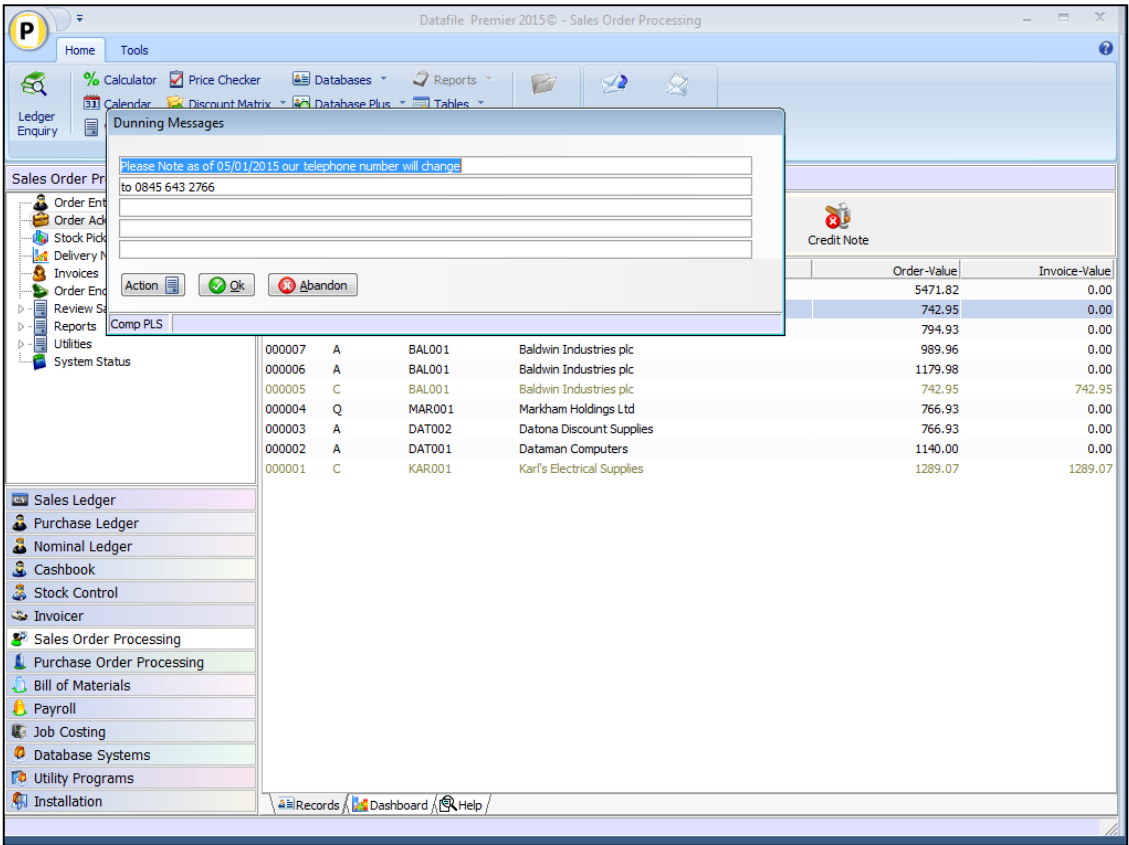 P
Datafile Premier 2015© - Sales Order Processing
Home Tools
Calculator Price Checker Databases Reports
Ledger Enquiry
Calendar Discount Matrix Database Plus Tables
Dunning Messages
Please Note as of 05/01/2015 our telephone number will change
to 0845 643 2766
Action Ok Abandon
Comp PLS
Sales Order Pr
Order Ent
Order Ack
Stock Pick
Delivery N
Invoices
Order Enq
Review Sa
Reports
Utilities
System Status
Credit Note
Order-Value Invoice-Value
5471.82 0.00
742.95 0.00
794.93 0.00
000007 A BAL001 Baldwin Industries plc 989.96 0.00
000006 A BAL001 Baldwin Industries plc 1179.98 0.00
000005 C BAL001 Baldwin Industries plc 742.95 742.95
000004 Q MAR001 Markham Holdings Ltd 766.93 0.00
000003 A DAT002 Datona Discount Supplies 766.93 0.00
000002 A DAT001 Dataman Computers 1140.00 0.00
000001 C KAR001 Karl's Electrical Supplies 1289.07 1289.07
Sales Ledger
Purchase Ledger
Nominal Ledger
Cashbook
Stock Control
Invoicer
Sales Order Processing
Purchase Order Processing
Bill of Materials
Payroll
Job Costing
Database Systems
Utility Programs
Installation
Records Dashboard Help